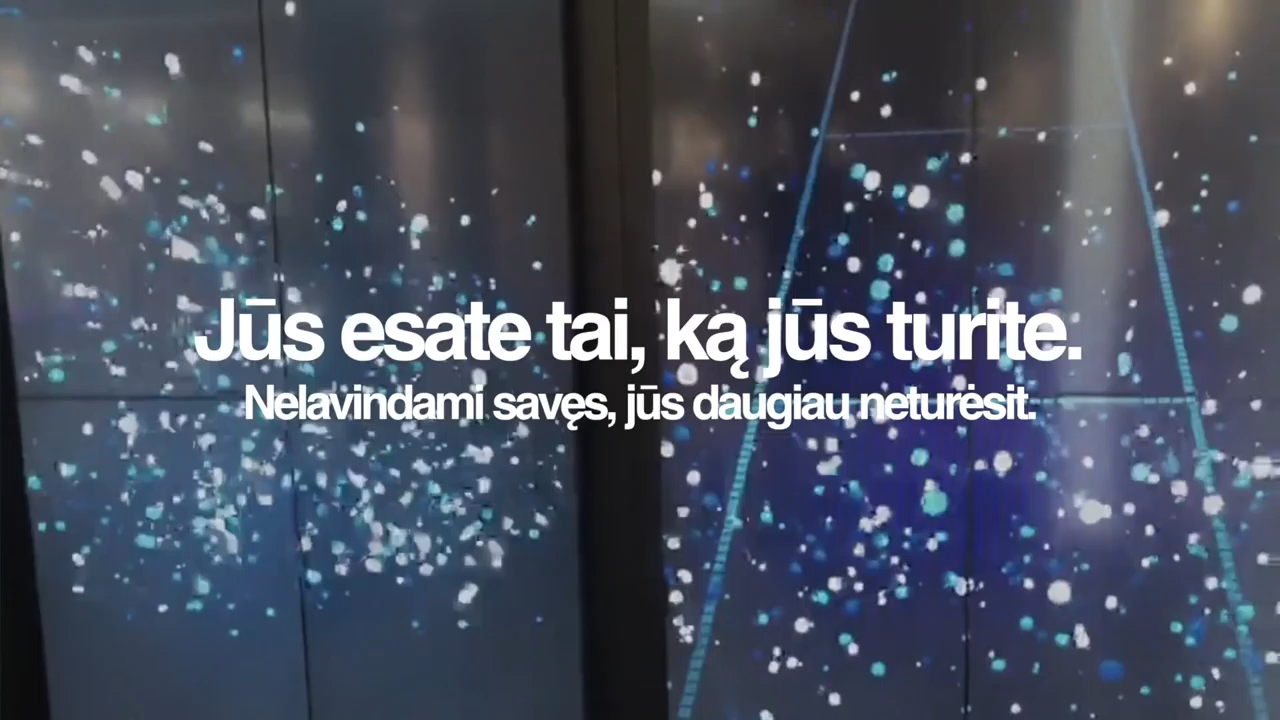 Jūs esate tai, ką jūs turite.
Nelavindami savęs, jūs daugiau neturėsit.